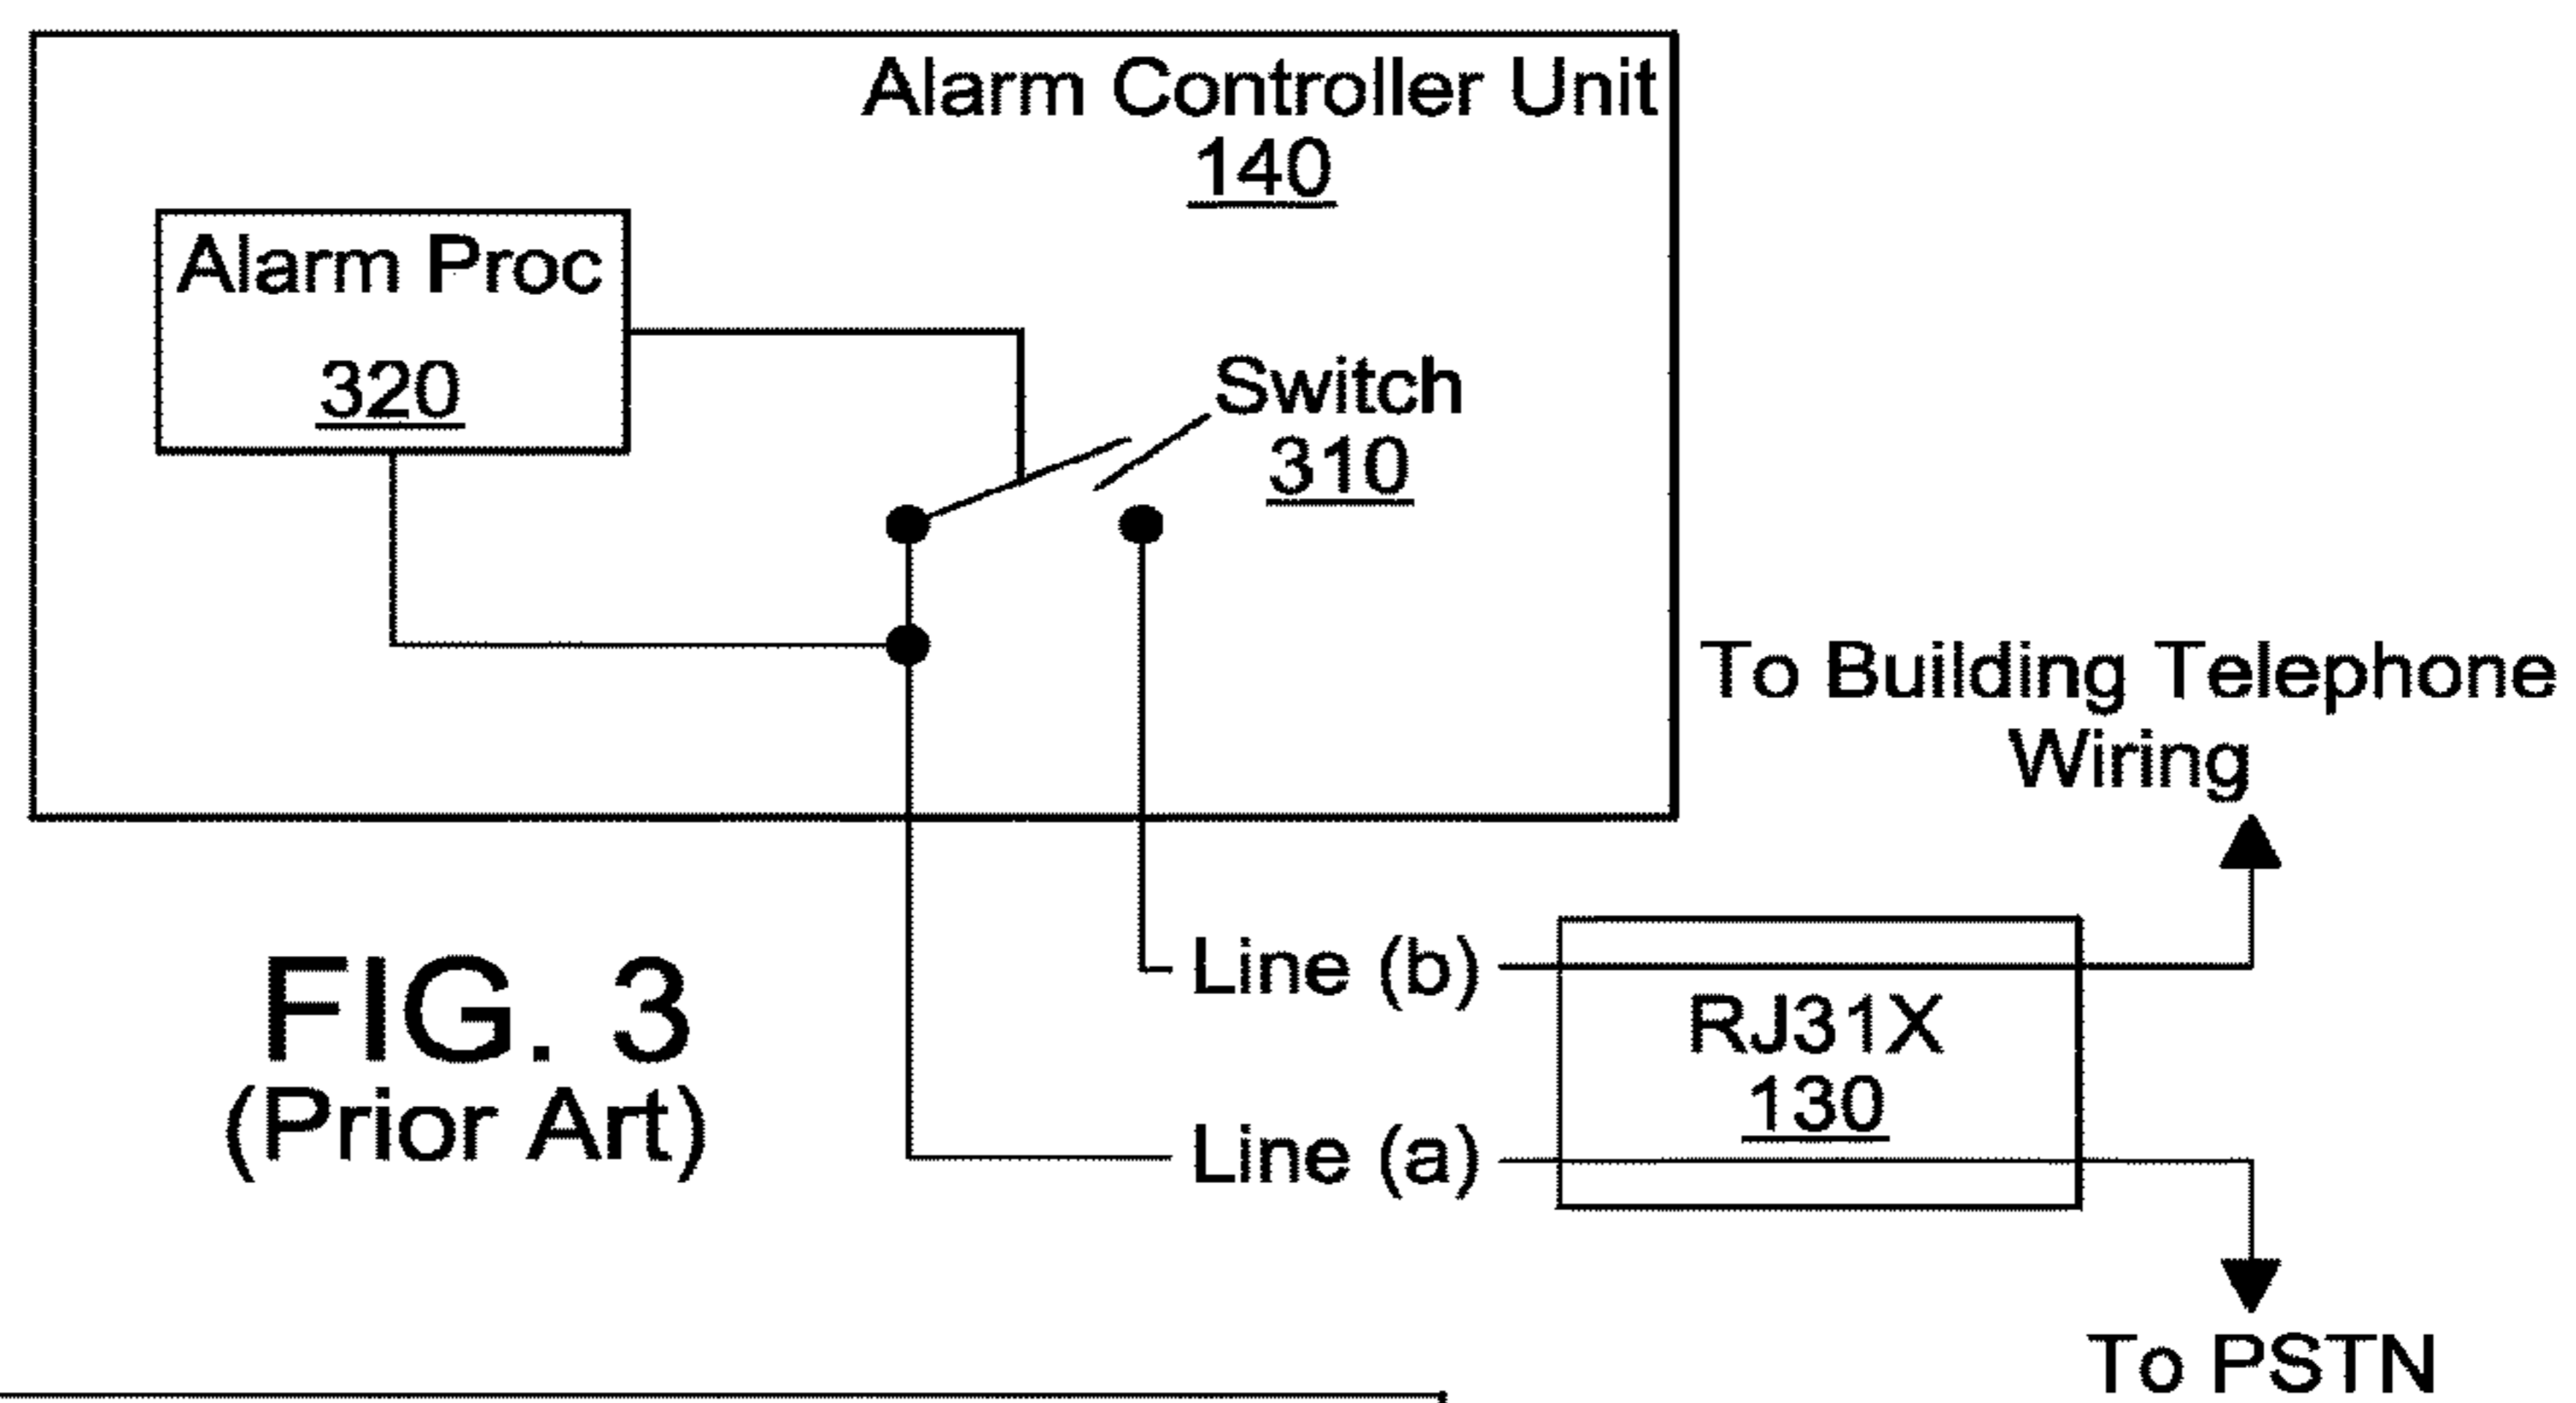 Alarm Controller Unit
140
Alarm Proc
320
Switch
310
To Building Telephone
Wiring
Line (b)
RJ31X
130
Line (a)
To PSTN
FIG. 3
(Prior Art)